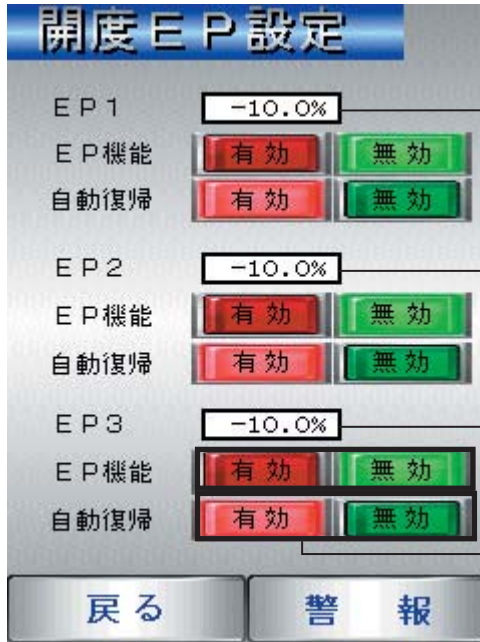 開度EP設定
EP1 -10.0%
EP機能 有効 無効
自動復帰 有効 無効
EP2 -10.0%
EP機能 有効 無効
自動復帰 有効 無効
EP3 -10.0%
EP機能 有効 無効
自動復帰 有効 無効
戻る 警 報